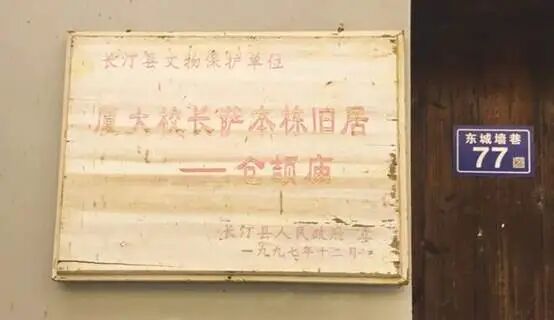 长汀县文物保护单位
厦大校长萨本栋旧居
——仓颉庙
长汀县人民政府 立
一九九七年十二月
东城墙巷
77